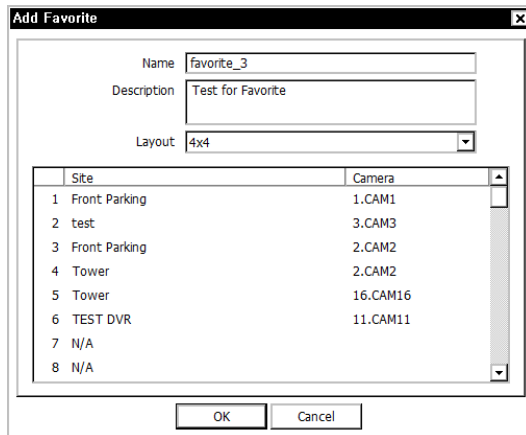 Add Favorite
Name favorite_3
Description Test for Favorite
Layout 4x4
Site Camera
1 Front Parking 1.CAM1
2 test 3.CAM3
3 Front Parking 2.CAM2
4 Tower 2.CAM2
5 Tower 16.CAM16
6 TEST DVR 11.CAM11
7 N/A
8 N/A
OK Cancel